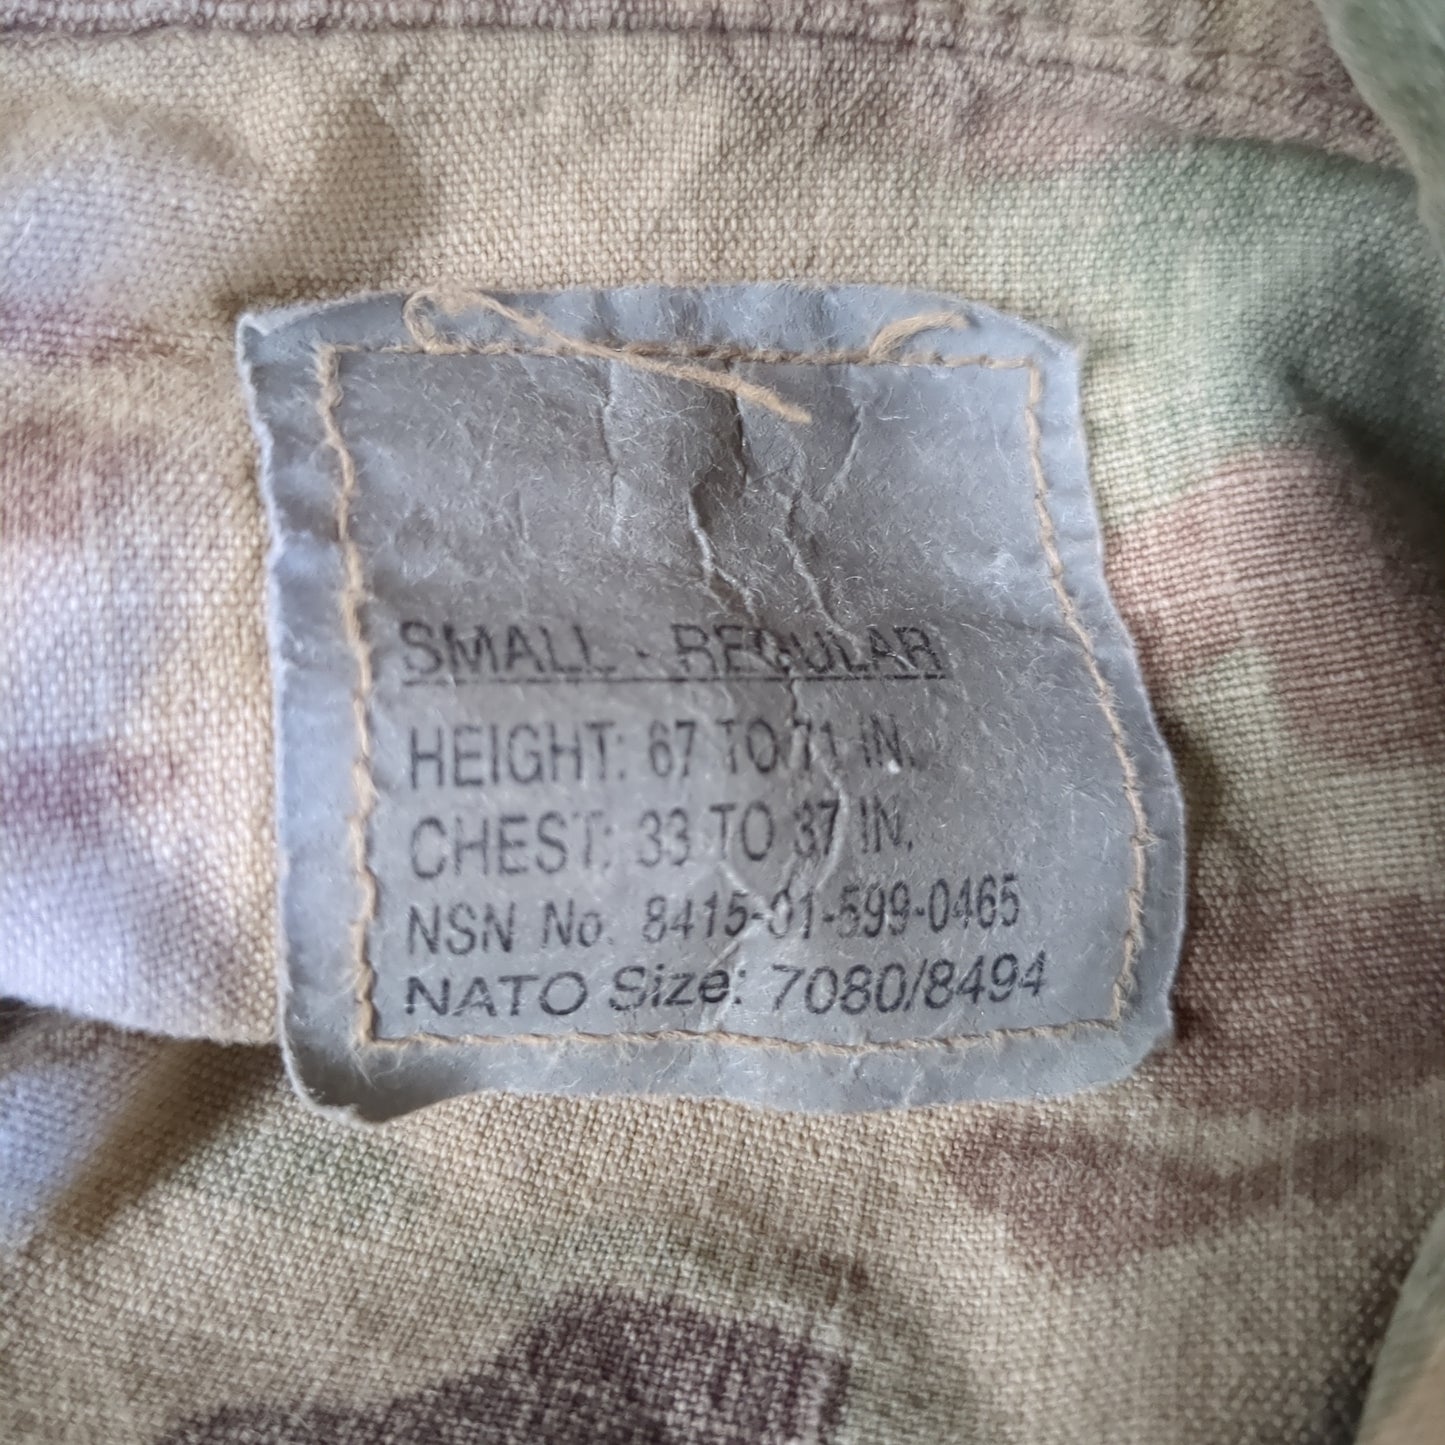 SMALL - REGULAR
HEIGHT: 67 TO 71 IN.
CHEST: 33 TO 37 IN.
NSN No. 8415-01-599-0465
NATO Size: 7080/8494